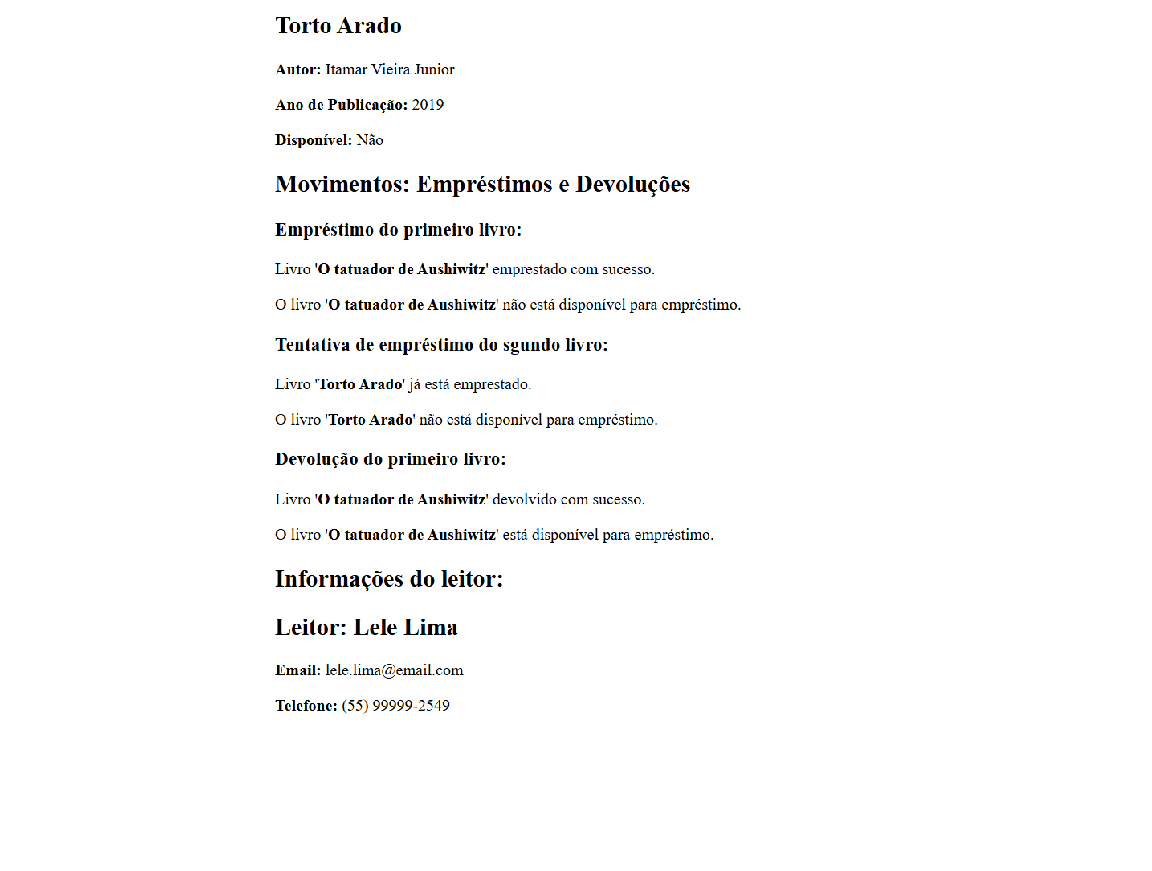 Torto Arado
Autor: Itamar Vieira Junior
Ano de Publicação: 2019
Disponível: Não
Movimentos: Empréstimos e Devoluções
Empréstimo do primeiro livro:
Livro 'O tatuador de Aushiwitz' emprestado com sucesso.
O livro 'O tatuador de Aushiwitz' não está disponível para empréstimo.
Tentativa de empréstimo do sgundo livro:
Livro 'Torto Arado' já está emprestado.
O livro 'Torto Arado' não está disponível para empréstimo.
Devolução do primeiro livro:
Livro 'O tatuador de Aushiwitz' devolvido com sucesso.
O livro 'O tatuador de Aushiwitz' está disponível para empréstimo.
Informações do leitor:
Leitor: Lele Lima
Email: lele.lima@email.com
Telefone: (55) 99999-2549